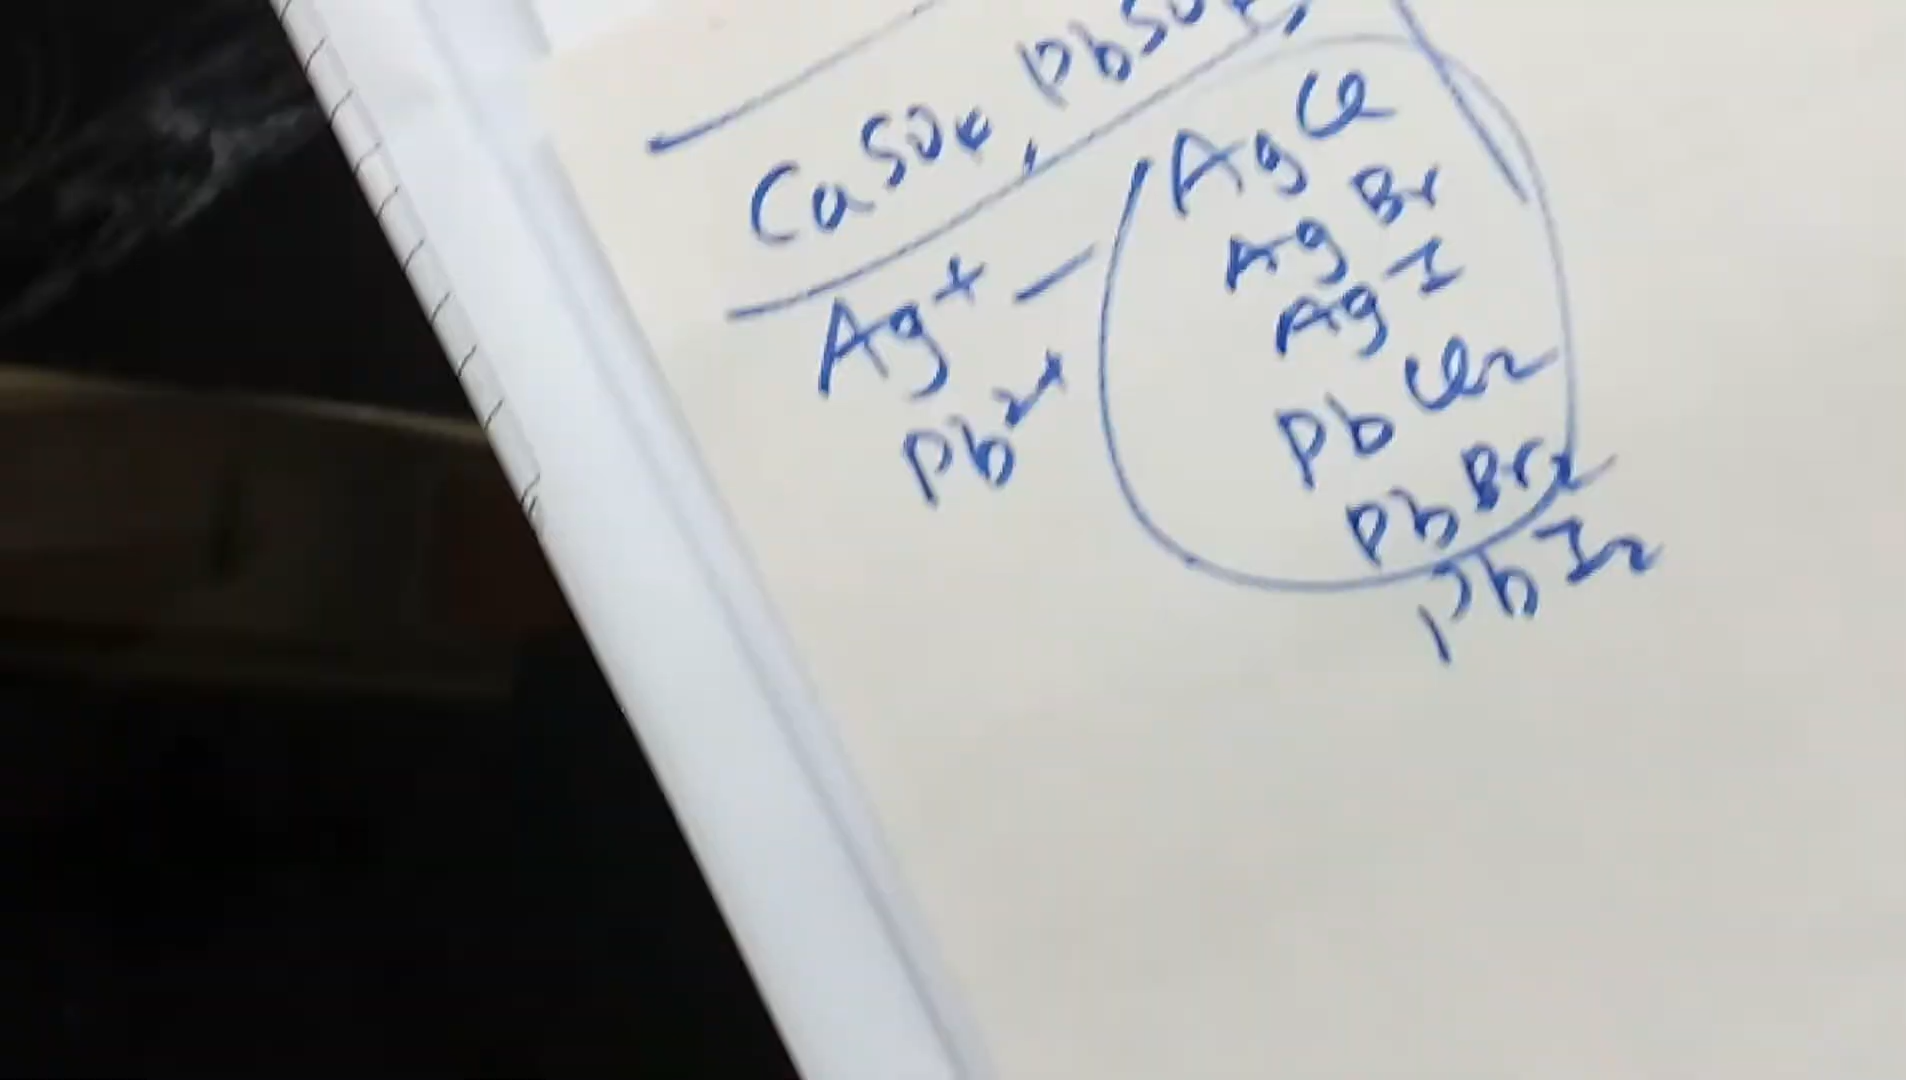 CaSO4, PbSO4,
Ag+ — AgCl
AgBr
AgI
Pb2+
PbCl2
PbBr2
PbI2